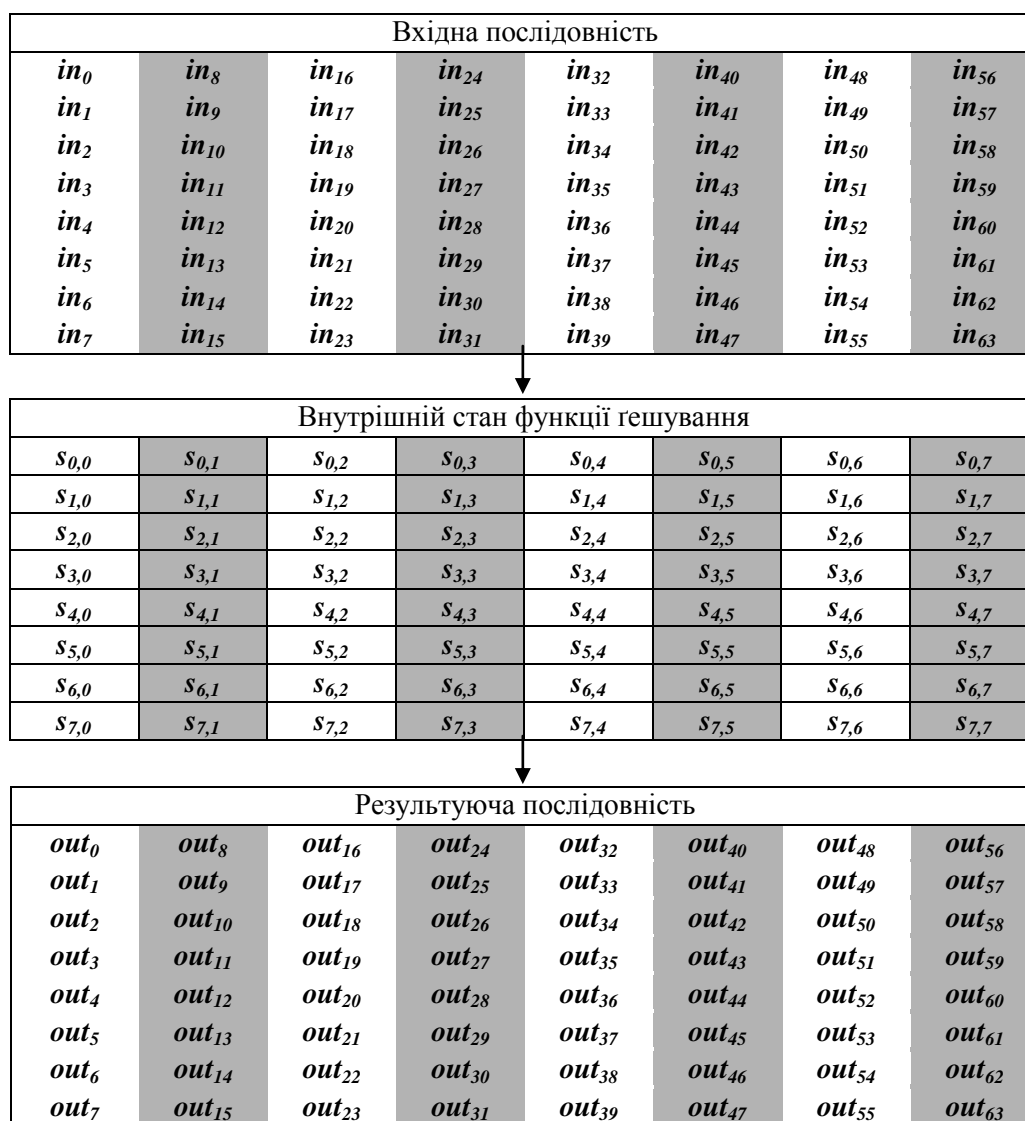 Вхідна послідовність
in0 in8 in16 in24 in32 in40 in48 in56
in1 in9 in17 in25 in33 in41 in49 in57
in2 in10 in18 in26 in34 in42 in50 in58
in3 in11 in19 in27 in35 in43 in51 in59
in4 in12 in20 in28 in36 in44 in52 in60
in5 in13 in21 in29 in37 in45 in53 in61
in6 in14 in22 in30 in38 in46 in54 in62
in7 in15 in23 in31 in39 in47 in55 in63
Внутрішній стан функції ґешування
s0,0 s0,1 s0,2 s0,3 s0,4 s0,5 s0,6 s0,7
s1,0 s1,1 s1,2 s1,3 s1,4 s1,5 s1,6 s1,7
s2,0 s2,1 s2,2 s2,3 s2,4 s2,5 s2,6 s2,7
s3,0 s3,1 s3,2 s3,3 s3,4 s3,5 s3,6 s3,7
s4,0 s4,1 s4,2 s4,3 s4,4 s4,5 s4,6 s4,7
s5,0 s5,1 s5,2 s5,3 s5,4 s5,5 s5,6 s5,7
s6,0 s6,1 s6,2 s6,3 s6,4 s6,5 s6,6 s6,7
s7,0 s7,1 s7,2 s7,3 s7,4 s7,5 s7,6 s7,7
Результуюча послідовність
out0 out8 out16 out24 out32 out40 out48 out56
out1 out9 out17 out25 out33 out41 out49 out57
out2 out10 out18 out26 out34 out42 out50 out58
out3 out11 out19 out27 out35 out43 out51 out59
out4 out12 out20 out28 out36 out44 out52 out60
out5 out13 out21 out29 out37 out45 out53 out61
out6 out14 out22 out30 out38 out46 out54 out62
out7 out15 out23 out31 out39 out47 out55 out63